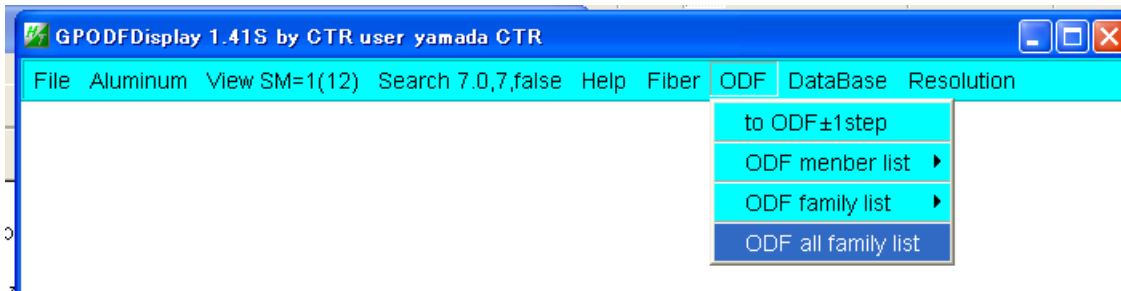 GPODFDisplay 1.41S by CTR user yamada CTR
File Aluminum View SM=1(12) Search 7.0,7,false Help Fiber ODF DataBase Resolution
to ODF±1step
ODF menber list
ODF family list
ODF all family list